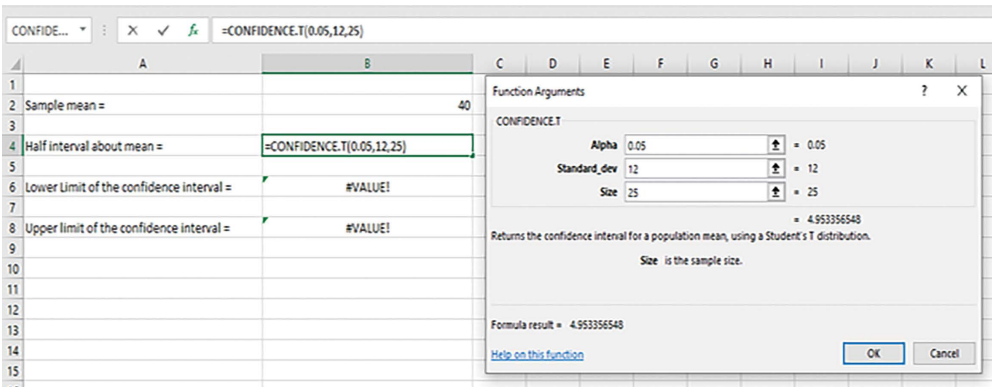 CONFIDE... fx =CONFIDENCE.T(0.05,12,25)
A B C D E F G H I J K L
1
2 Sample mean = 40
3
4 Half interval about mean = =CONFIDENCE.T(0.05,12,25)
5
6 Lower Limit of the confidence interval = #VALUE!
7
8 Upper limit of the confidence interval = #VALUE!
9
10
11
12
13
14
15
Function Arguments ? X
CONFIDENCE.T
Alpha 0.05 = 0.05
Standard_dev 12 = 12
Size 25 = 25
= 4.953356548
Returns the confidence interval for a population mean, using a Student's T distribution.
Size is the sample size.
Formula result = 4.953356548
Help on this function
OK Cancel